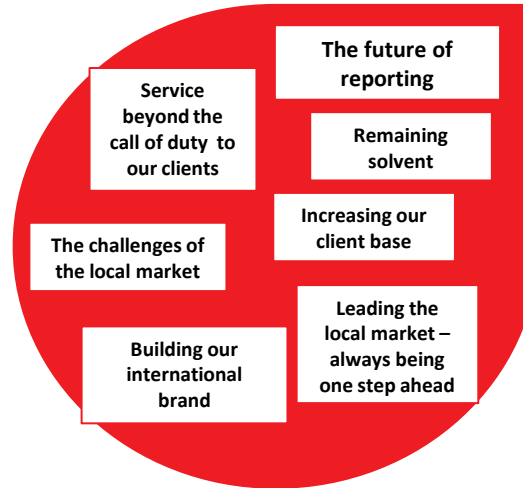 The future of
reporting
Service
beyond the
call of duty to
our clients
Remaining
solvent
Increasing our
client base
The challenges of
the local market
Leading the
local market –
always being
one step ahead
Building our
international
brand